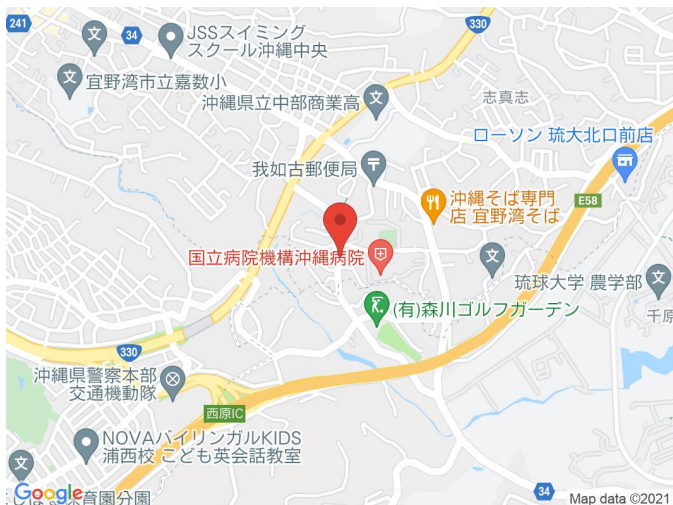 241
34
JSSスイミング
スクール沖縄中央
330
宜野湾市立嘉数小
沖縄県立中部商業高
志真志
ローソン 琉大北口前店
我如古郵便局
沖縄そば専門
店 宜野湾そば
E58
国立病院機構沖縄病院
琉球大学 農学部
(有)森川ゴルフガーデン
千原
330
沖縄県警察本部
交通機動隊
西原IC
NOVAバイリンガルKIDS
浦西校 こども英会話教室
34
育園分園
Google
Map data ©2021